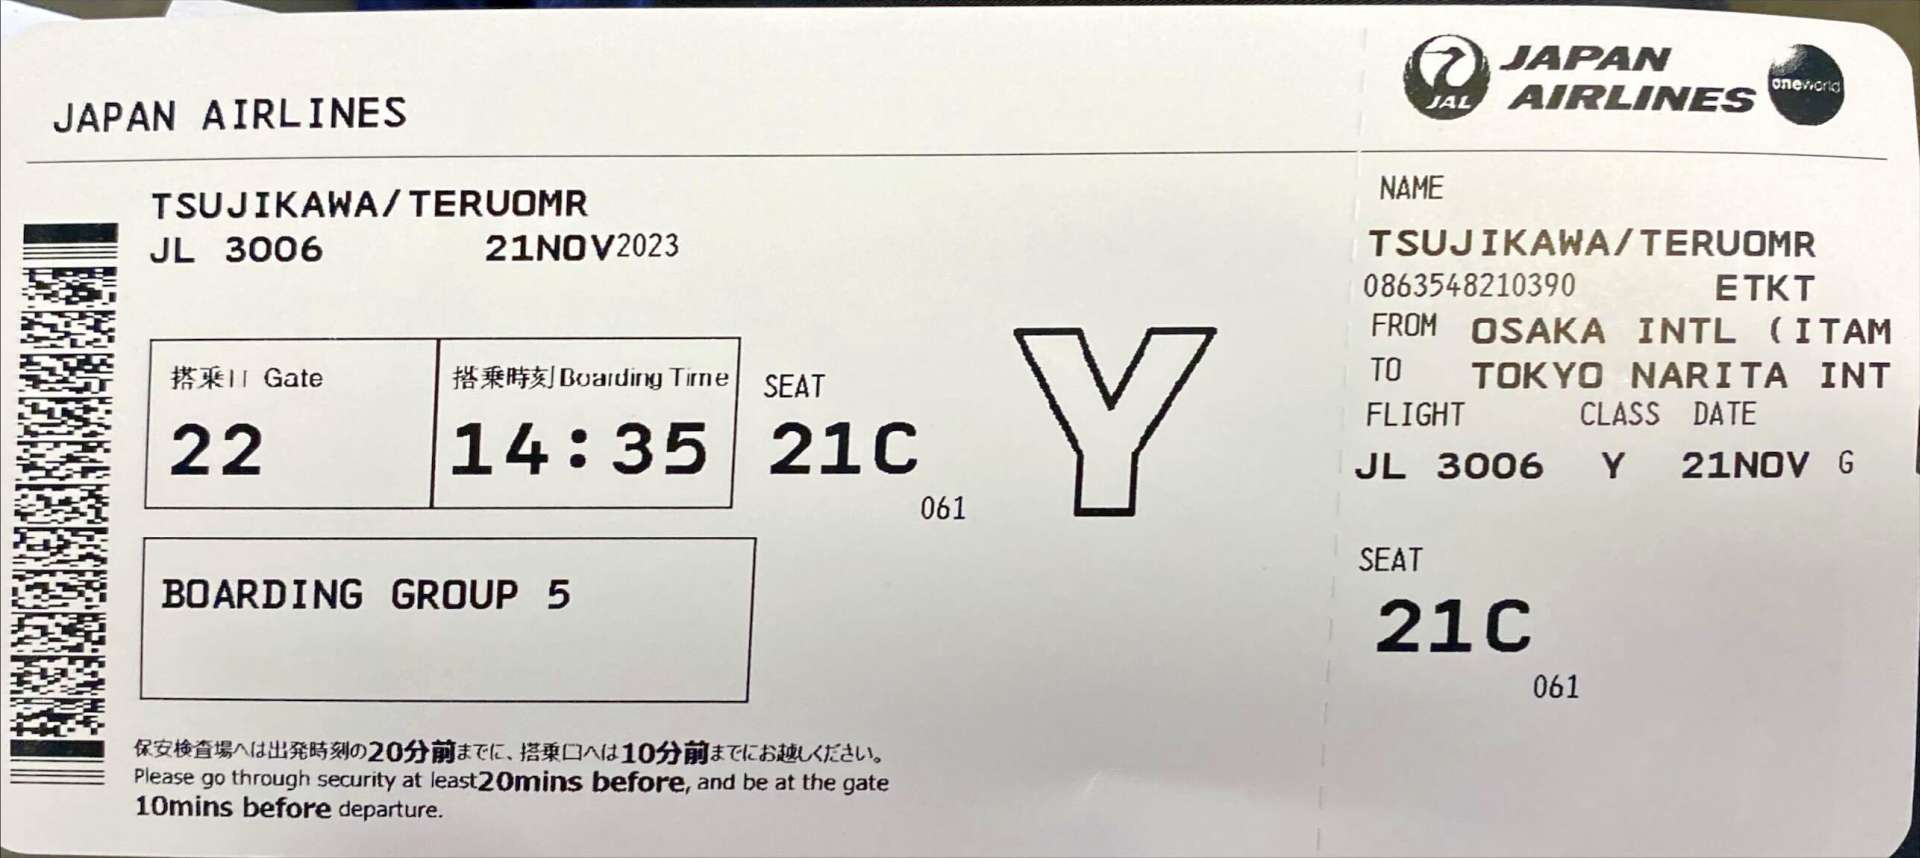 JAPAN AIRLINES
TSUJIKAWA/TERUOMR
JL 3006 21NOV2023
搭乗口 Gate
22
搭乗時刻 Boarding Time
14:35
SEAT
21C
061
Y
BOARDING GROUP 5
保安検査場へは出発時刻の20分前までに、搭乗口へは10分前までにお越しください。
Please go through security at least20mins before, and be at the gate
10mins before departure.
JAL
JAPAN
AIRLINES
oneworld
NAME
TSUJIKAWA/TERUOMR
0863548210390 ETKT
FROM OSAKA INTL (ITAM
TO TOKYO NARITA INT
FLIGHT CLASS DATE
JL 3006 Y 21NOV G
SEAT
21C
061